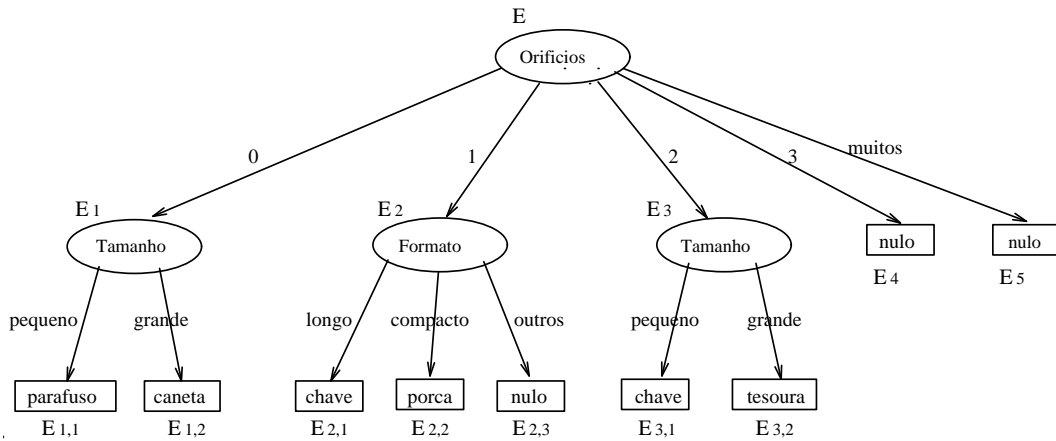 E
Orificios
0
1
2
3
muitos
E 1
E 2
E 3
Tamanho
Formato
Tamanho
nulo
nulo
E 4
E 5
pequeno
grande
longo
compacto
outros
pequeno
grande
parafuso
caneta
chave
porca
nulo
chave
tesoura
E 1,1
E 1,2
E 2,1
E 2,2
E 2,3
E 3,1
E 3,2